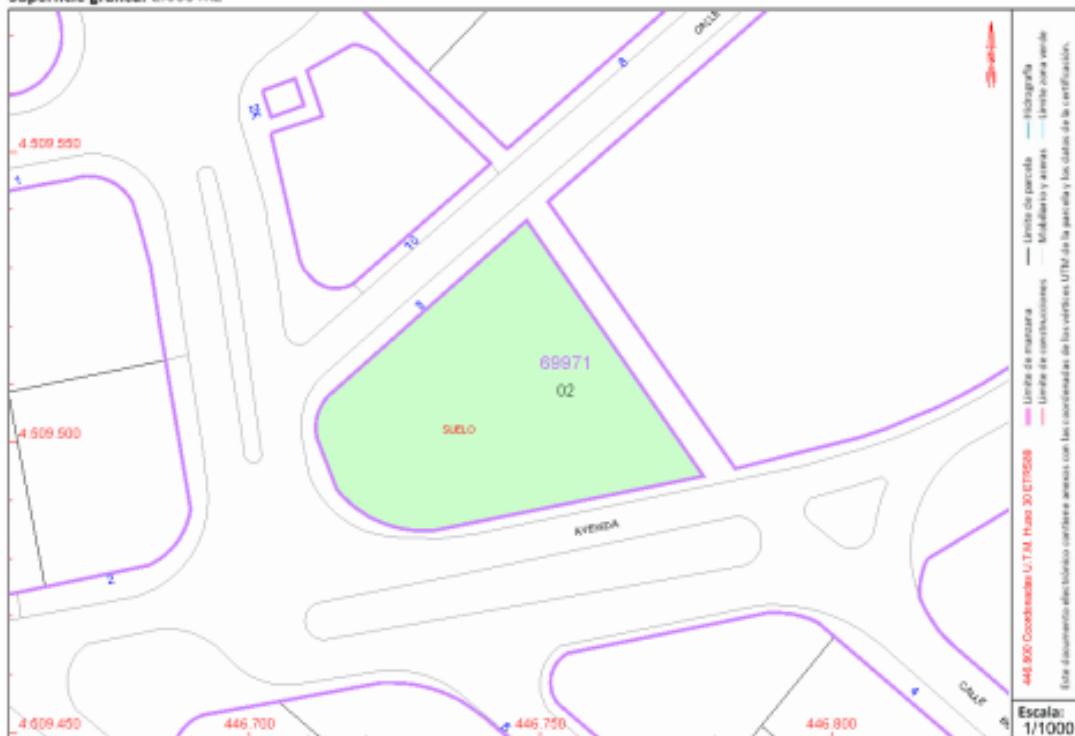 CALLE
8
35
4.509.550
1
10
5
69971
02
SUELO
4.509.500
AVENIDA
2
4
CALLE
4.509.450
446.700
446.750
446.800
Límite de manzana
Límite de parcela
Hidrografía
Límite de construcciones
Mobiliario y aceras
Límite zona verde
446.800 Coordenadas U.T.M. Huso 30 ETRS89
Este documento electrónico contiene anexos con las coordenadas de los vértices UTM de la parcela y los datos de la certificación.
Escala:
1/1000